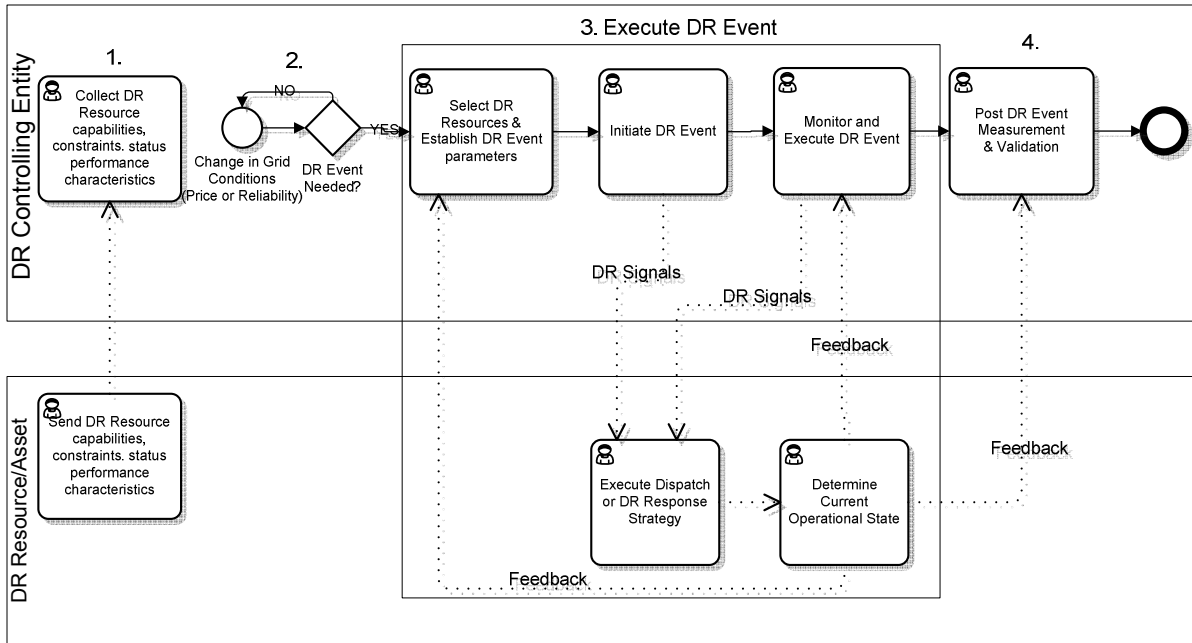 3. Execute DR Event
1.
2.
4.
DR Controlling Entity
Collect DR
Resource
capabilities,
constraints. status
performance
characteristics
NO
YES
Change in Grid
Conditions
(Price or Reliability)
DR Event
Needed?
Select DR
Resources &
Establish DR Event
parameters
Initiate DR Event
Monitor and
Execute DR Event
Post DR Event
Measurement
& Validation
DR Signals
DR Signals
Feedback
DR Resource/Asset
Send DR Resource
capabilities,
constraints. status
performance
characteristics
Execute Dispatch
or DR Response
Strategy
Determine
Current
Operational State
Feedback
Feedback